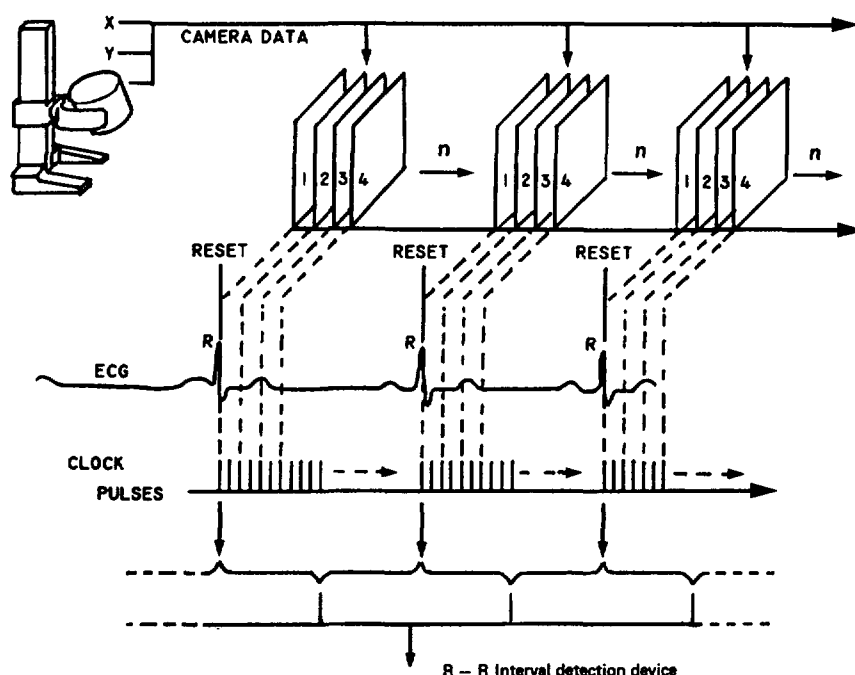 X
CAMERA DATA
Y
n
n
n
1 2 3 4
1 2 3 4
1 2 3 4
RESET
RESET
RESET
R
R
R
ECG
CLOCK
PULSES
R – R Interval detection device